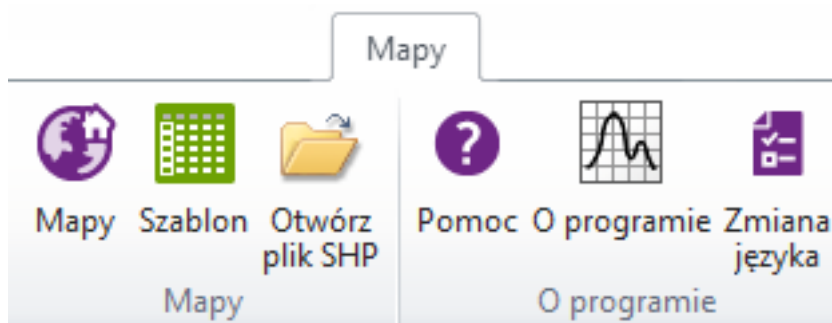 Mapy
Mapy Szablon Otwórz Pomoc O programie Zmiana
plik SHP języka
Mapy O programie